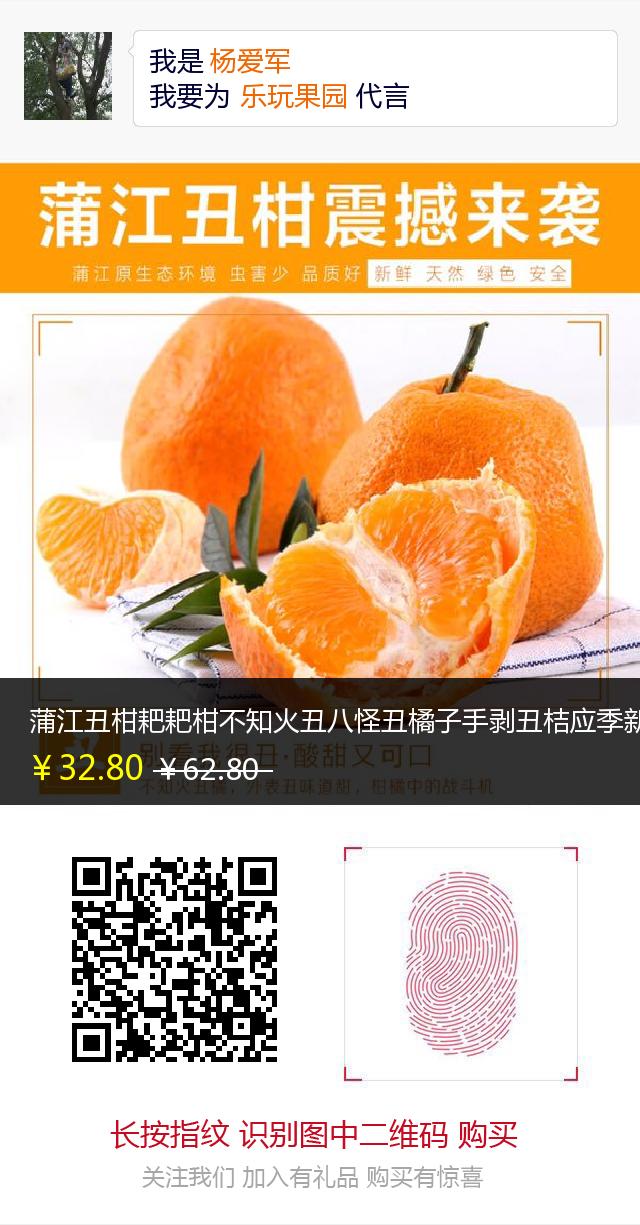 我是 杨爱军
我要为 乐玩果园 代言
蒲江丑柑震撼来袭
蒲江原生态环境 虫害少 品质好 新鲜 天然 绿色 安全
蒲江丑柑耙耙柑不知火丑八怪丑橘子手剥丑桔应季新
别看我很丑·酸甜又可口
￥32.80 ￥62.80
不知火丑橘，外表丑味道甜，柑橘中的战斗机
长按指纹 识别图中二维码 购买
关注我们 加入有礼品 购买有惊喜